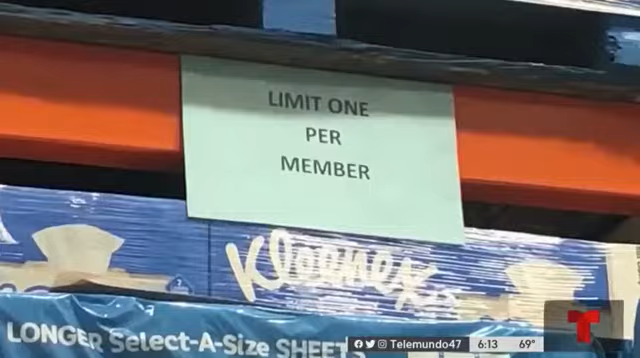 LIMIT ONE
PER
MEMBER
Kleenex
LONGER Select-A-Size SHEETS
Telemundo47 6:13 69°
T